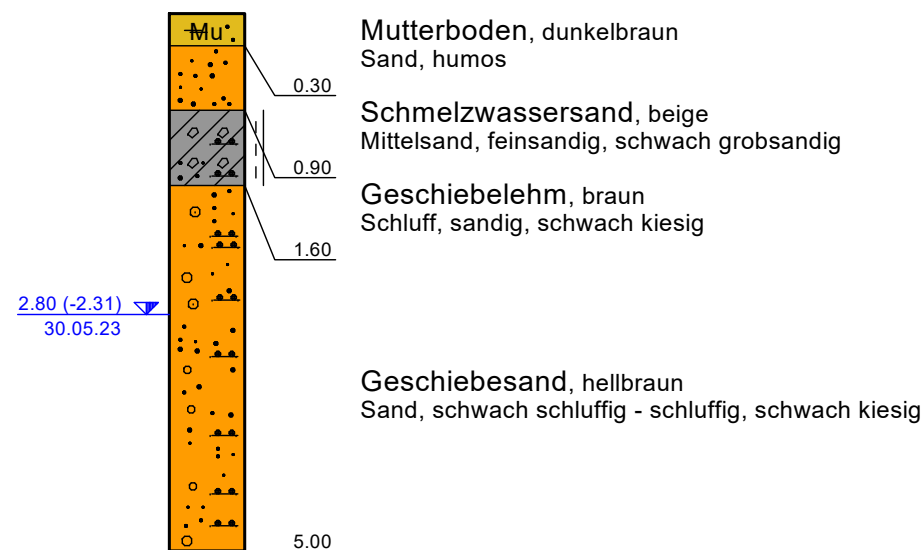 Mu
Mutterboden, dunkelbraun
Sand, humos
0.30
Schmelzwassersand, beige
Mittelsand, feinsandig, schwach grobsandig
0.90
Geschiebelehm, braun
Schluff, sandig, schwach kiesig
1.60
2.80 (-2.31)
30.05.23
Geschiebesand, hellbraun
Sand, schwach schluffig - schluffig, schwach kiesig
5.00